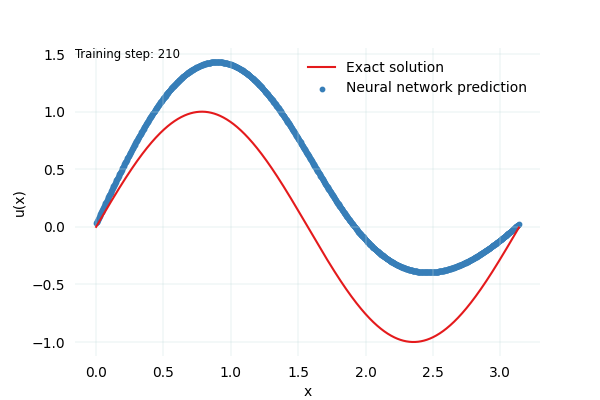 Training step: 210
Exact solution
Neural network prediction
u(x)
1.5
1.0
0.5
0.0
−0.5
−1.0
0.0 0.5 1.0 1.5 2.0 2.5 3.0
x